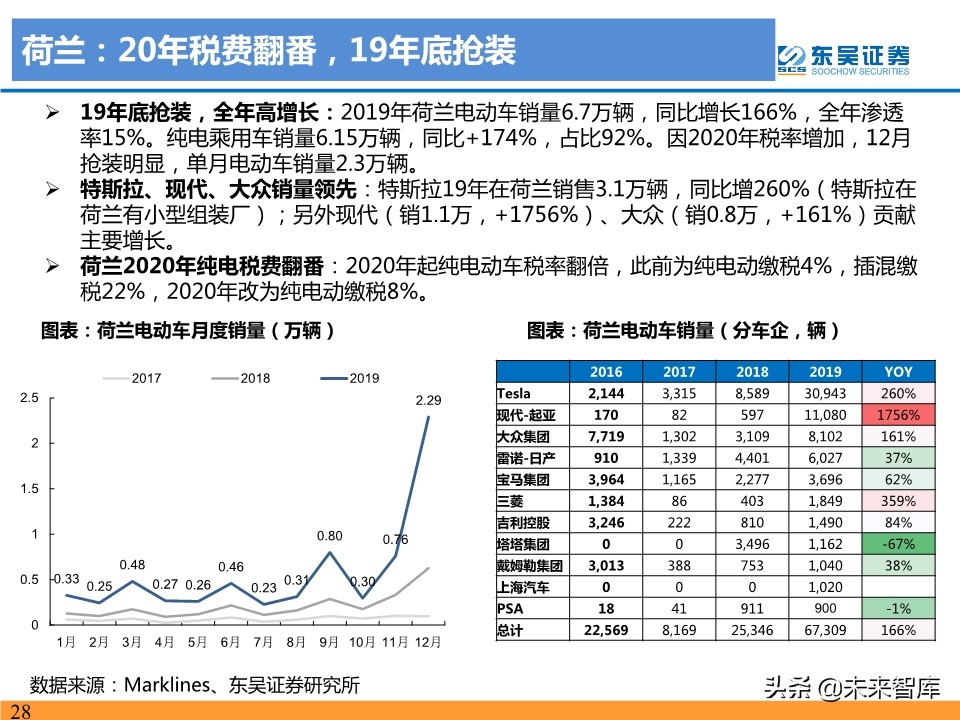 荷兰：20年税费翻番，19年底抢装
SCS
东吴证券
SOOCHOW SECURITIES
➢ 19年底抢装，全年高增长：2019年荷兰电动车销量6.7万辆，同比增长166%，全年渗透
率15%。纯电乘用车销量6.15万辆，同比+174%，占比92%。因2020年税率增加，12月
抢装明显，单月电动车销量2.3万辆。
➢ 特斯拉、现代、大众销量领先：特斯拉19年在荷兰销售3.1万辆，同比增260%（特斯拉在
荷兰有小型组装厂）；另外现代（销1.1万，+1756%）、大众（销0.8万，+161%）贡献
主要增长。
➢ 荷兰2020年纯电税费翻番：2020年起纯电动车税率翻倍，此前为纯电动缴税4%，插混缴
税22%，2020年改为纯电动缴税8%。
图表：荷兰电动车月度销量（万辆）
2017 2018 2019
2.5
2
1.5
1
0.5
0
0.33 0.25 0.48 0.27 0.26 0.46 0.23 0.31 0.80 0.30 0.76 2.29
1月 2月 3月 4月 5月 6月 7月 8月 9月 10月 11月 12月
图表：荷兰电动车销量（分车企，辆）
2016 2017 2018 2019 YOY
Tesla 2,144 3,315 8,589 30,943 260%
现代-起亚 170 82 597 11,080 1756%
大众集团 7,719 1,302 3,109 8,102 161%
雷诺-日产 910 1,339 4,401 6,027 37%
宝马集团 3,964 1,165 2,277 3,696 62%
三菱 1,384 86 403 1,849 359%
吉利控股 3,246 222 810 1,490 84%
塔塔集团 0 0 3,496 1,162 -67%
戴姆勒集团 3,013 388 753 1,040 38%
上海汽车 0 0 0 1,020
PSA 18 41 911 900 -1%
总计 22,569 8,169 25,346 67,309 166%
数据来源：Marklines、东吴证券研究所
头条 @未来智库
28